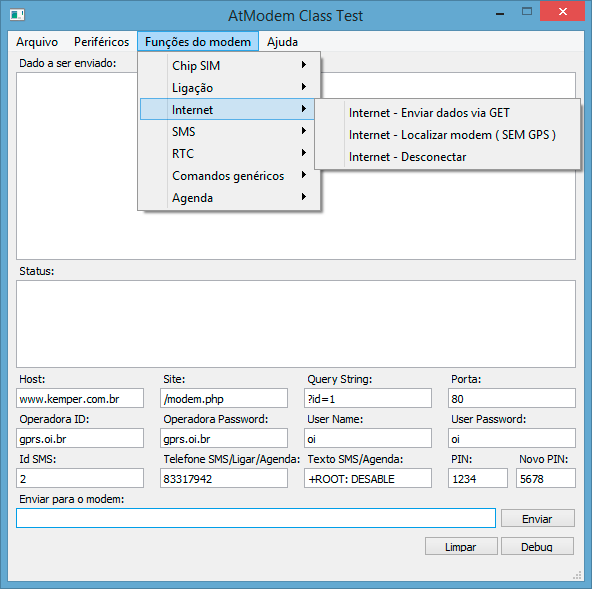 AtModem Class Test
Arquivo Periféricos Funções do modem Ajuda
Dado a ser enviado:
Chip SIM
Ligação
Internet
SMS
RTC
Comandos genéricos
Agenda
Internet - Enviar dados via GET
Internet - Localizar modem ( SEM GPS )
Internet - Desconectar
Status:
Host: Site: Query String: Porta:
www.kemper.com.br /modem.php ?id=1 80
Operadora ID: Operadora Password: User Name: User Password:
gprs.oi.br gprs.oi.br oi oi
Id SMS: Telefone SMS/Ligar/Agenda: Texto SMS/Agenda: PIN: Novo PIN:
2 83317942 +ROOT: DESABLE 1234 5678
Enviar para o modem:
Enviar
Limpar Debug